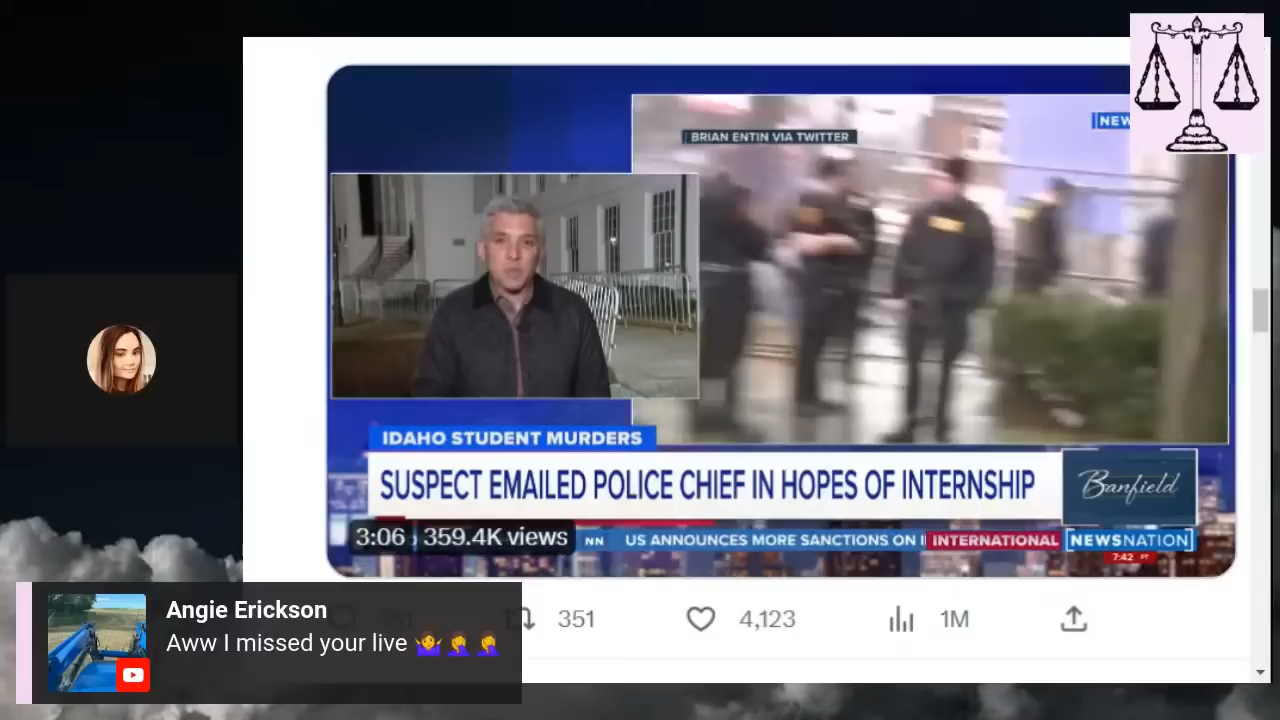 NEW
BRIAN ENTIN VIA TWITTER
IDAHO STUDENT MURDERS
SUSPECT EMAILED POLICE CHIEF IN HOPES OF INTERNSHIP
Banfield
3:06 359.4K views
NN US ANNOUNCES MORE SANCTIONS ON I INTERNATIONAL NEWSNATION
7:42 PT
351 4,123 1M
Angie Erickson
Aww I missed your live 🤷‍♀️🤦‍♀️🤦‍♀️